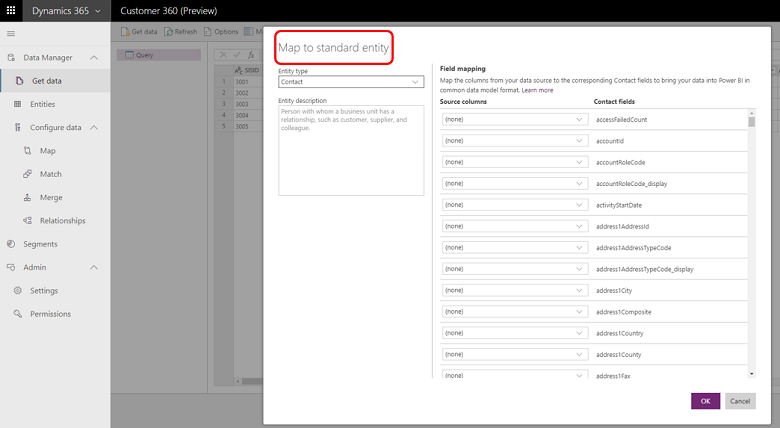 Dynamics 365
Customer 360 (Preview)
Data Manager
Get data
Entities
Configure data
Map
Match
Merge
Relationships
Segments
Admin
Settings
Permissions
Get data
Refresh
Options
Query
fx
SISID
1 3001
2 3002
3 3003
4 3004
5 3005
Map to standard entity
Entity type
Contact
Entity description
Person with whom a business unit has a
relationship, such as customer, supplier, and
colleague.
Field mapping
Map the columns from your data source to the corresponding Contact fields to bring your data into Power BI in
common data model format. Learn more
Source columns Contact fields
(none) accessFailedCount
(none) accountId
(none) accountRoleCode
(none) accountRoleCode_display
(none) activityStartDate
(none) address1AddressId
(none) address1AddressTypeCode
(none) address1AddressTypeCode_display
(none) address1City
(none) address1Composite
(none) address1Country
(none) address1County
(none) address1Fax
OK Cancel